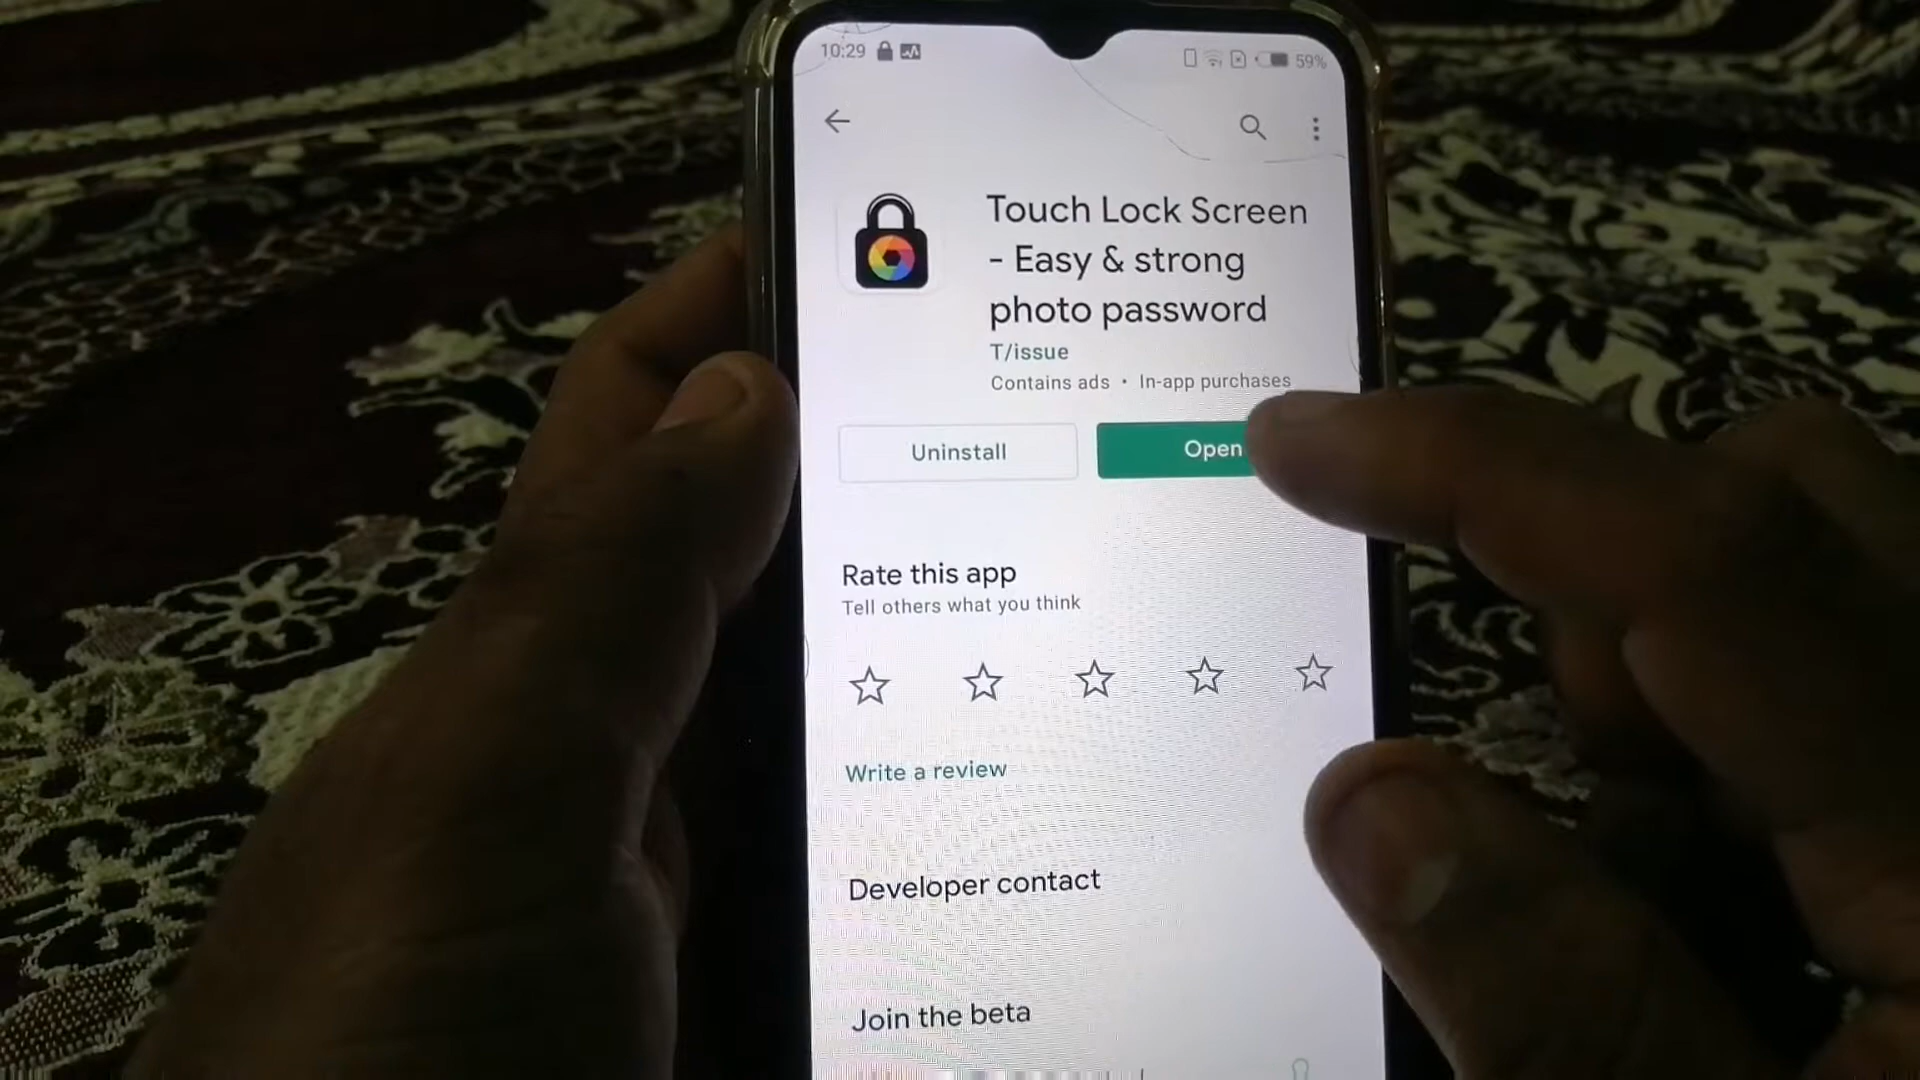 10:29
59%
Touch Lock Screen
- Easy & strong
photo password
T/issue
Contains ads • In-app purchases
Uninstall
Open
Rate this app
Tell others what you think
Write a review
Developer contact
Join the beta